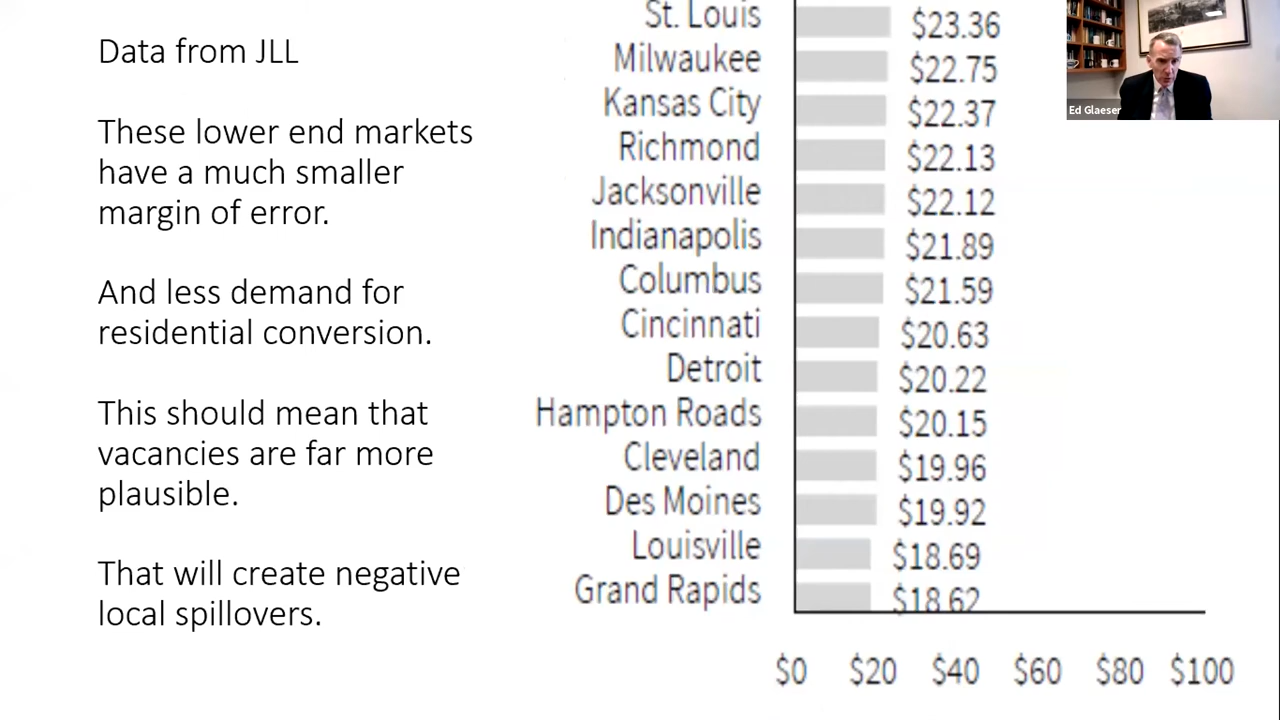 Data from JLL
These lower end markets
have a much smaller
margin of error.
And less demand for
residential conversion.
This should mean that
vacancies are far more
plausible.
That will create negative
local spillovers.
St. Louis $23.36
Milwaukee $22.75
Kansas City $22.37
Richmond $22.13
Jacksonville $22.12
Indianapolis $21.89
Columbus $21.59
Cincinnati $20.63
Detroit $20.22
Hampton Roads $20.15
Cleveland $19.96
Des Moines $19.92
Louisville $18.69
Grand Rapids $18.62
$0 $20 $40 $60 $80 $100
Ed Glaeser